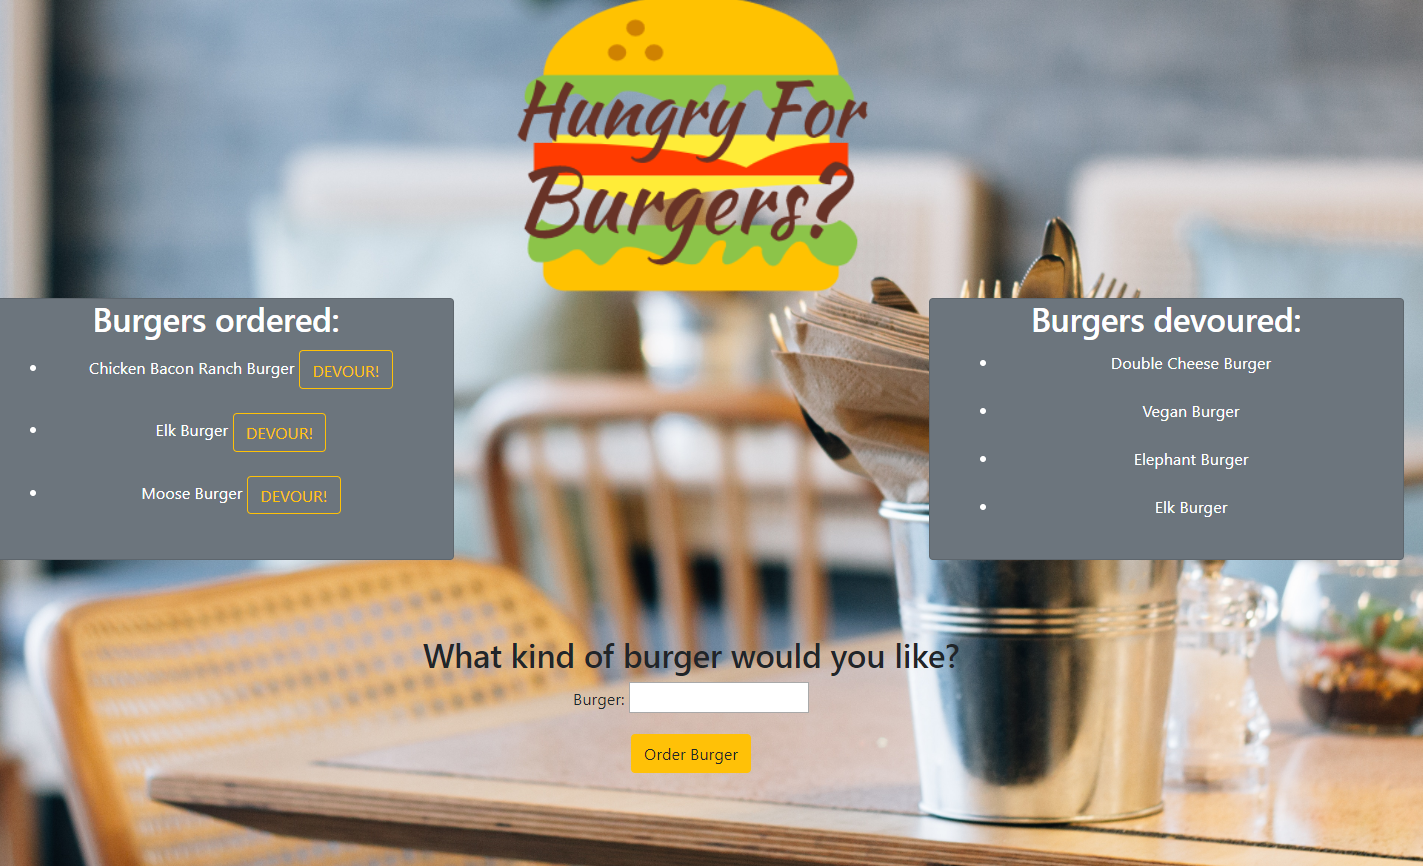 Hungry For
Burgers?
Burgers ordered:
Chicken Bacon Ranch Burger DEVOUR!
Elk Burger DEVOUR!
Moose Burger DEVOUR!
Burgers devoured:
Double Cheese Burger
Vegan Burger
Elephant Burger
Elk Burger
What kind of burger would you like?
Burger:
Order Burger